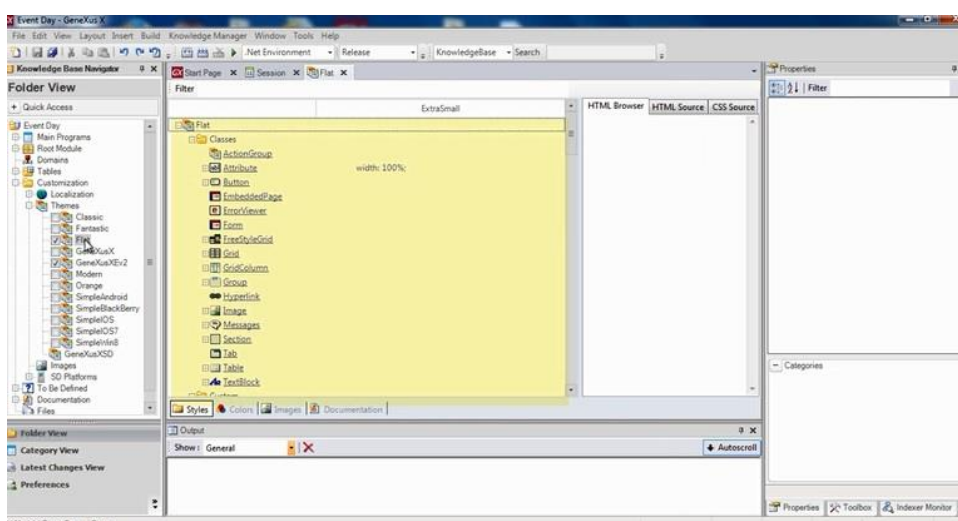 Event Day - GeneXus X
File Edit View Layout Insert Build Knowledge Manager Window Tools Help
.Net Environment Release KnowledgeBase Search
Knowledge Base Navigator
Folder View
Quick Access
Event Day
Main Programs
Root Module
Domains
Tables
Customization
Localization
Themes
Classic
Fantastic
Flat
GeneXusX
GeneXusXEv2
Modern
Orange
SimpleAndroid
SimpleBlackBerry
SimpleIOS
SimpleIOS7
SimpleWin8
GeneXusXSD
Images
SD Platforms
To Be Defined
Documentation
Files
Folder View
Category View
Latest Changes View
Preferences
Start Page Session Flat
Filter
ExtraSmall
Flat
Classes
ActionGroup
Attribute width: 100%;
Button
EmbeddedPage
ErrorViewer
Form
FreeStyleGrid
Grid
GridColumn
Group
Hyperlink
Image
Messages
Section
Tab
Table
TextBlock
Custom
Styles Colors Images Documentation
HTML Browser HTML Source CSS Source
Output
Show: General Autoscroll
Properties
Filter
Categories
Properties Toolbox Indexer Monitor